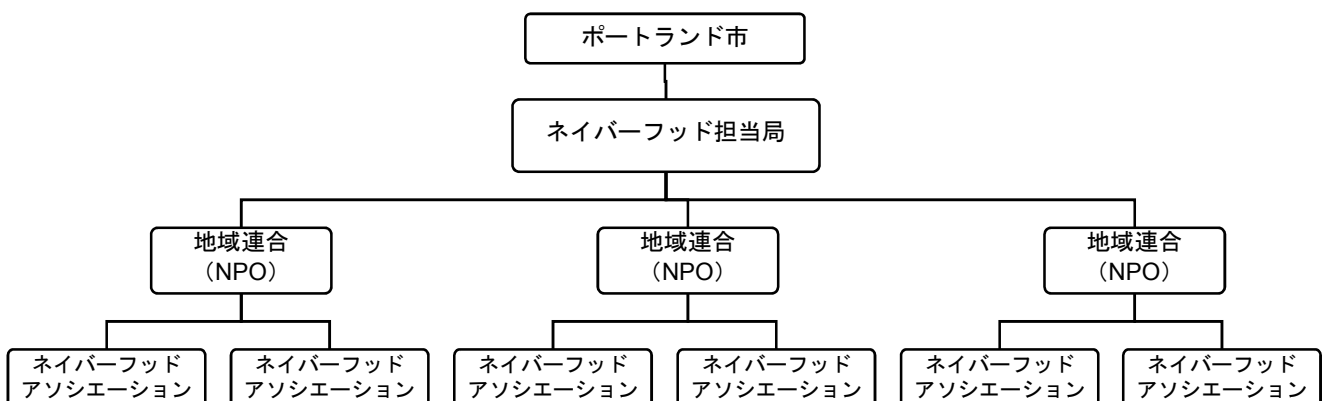 ポートランド市
ネイバーフッド担当局
地域連合
（NPO）
地域連合
（NPO）
地域連合
（NPO）
ネイバーフッド
アソシエーション
ネイバーフッド
アソシエーション
ネイバーフッド
アソシエーション
ネイバーフッド
アソシエーション
ネイバーフッド
アソシエーション
ネイバーフッド
アソシエーション